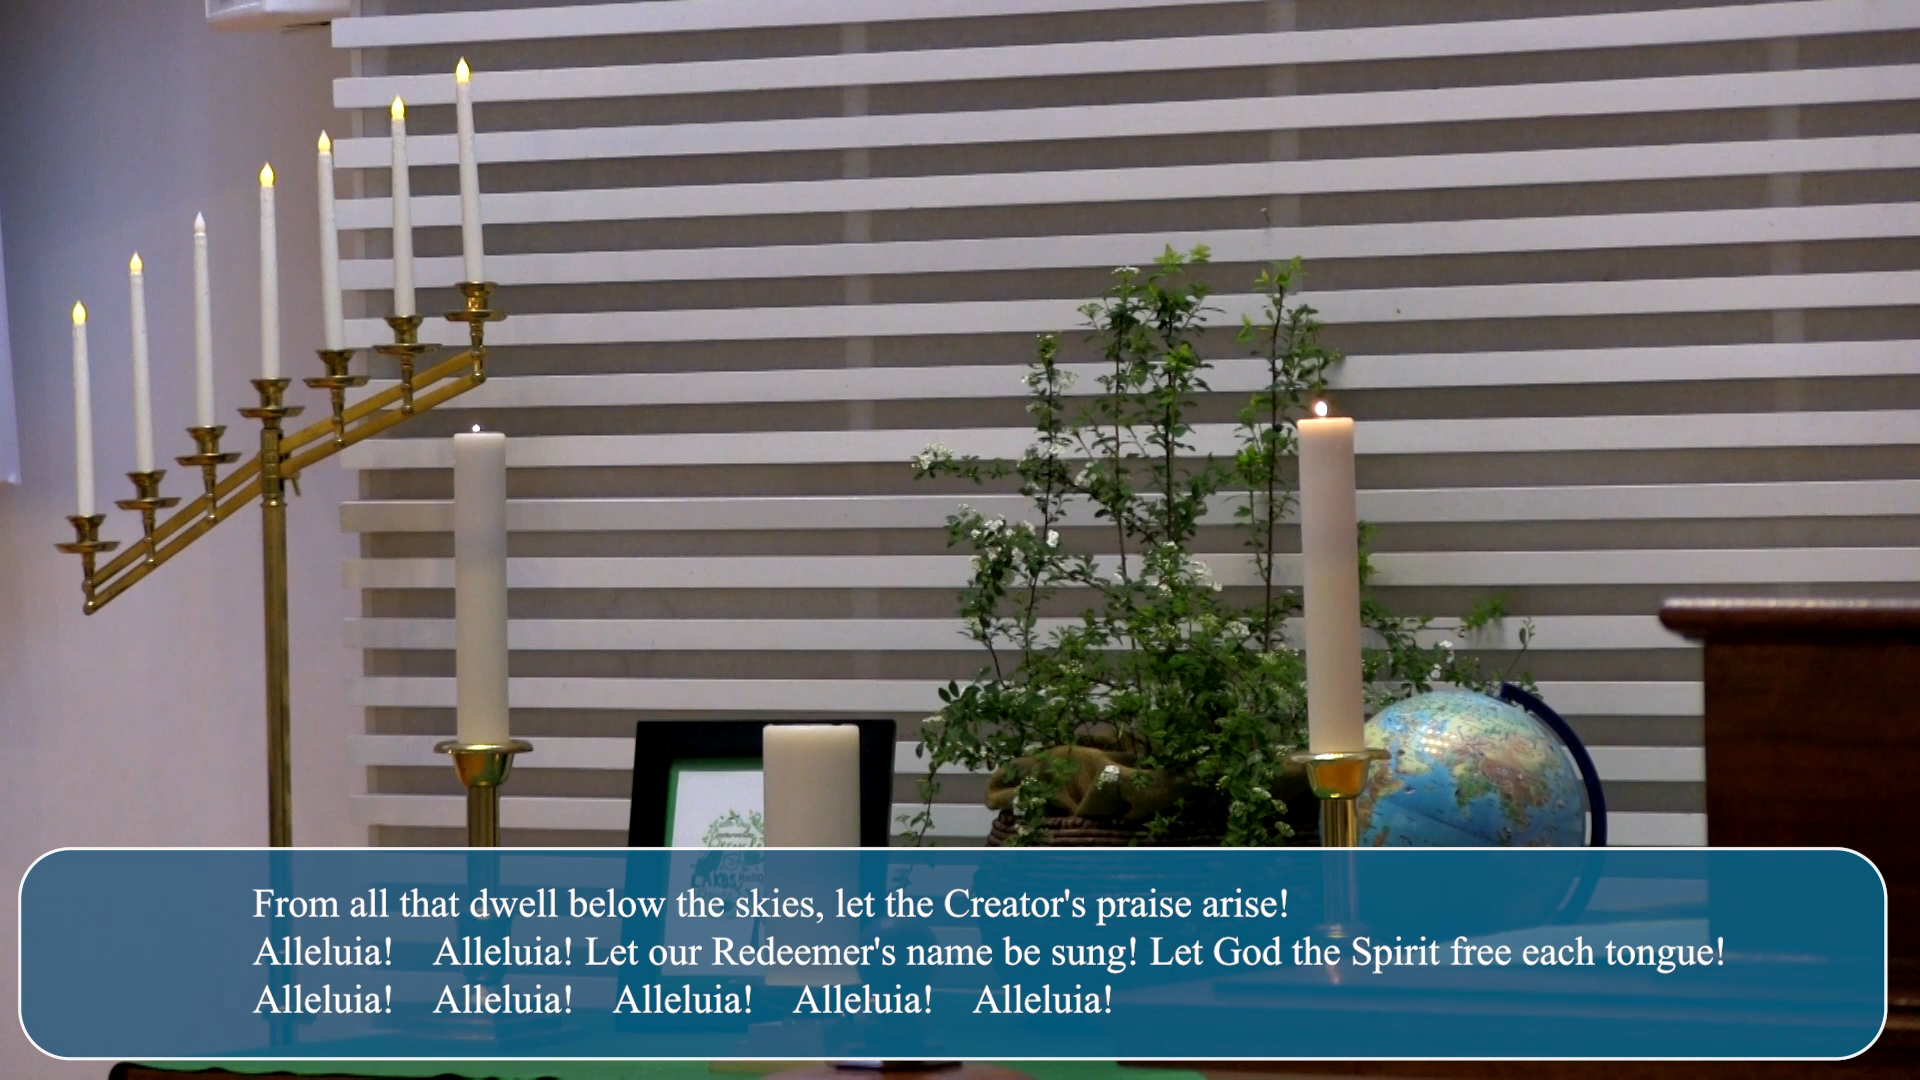 From all that dwell below the skies, let the Creator's praise arise!
Alleluia! Alleluia! Let our Redeemer's name be sung! Let God the Spirit free each tongue!
Alleluia! Alleluia! Alleluia! Alleluia! Alleluia!